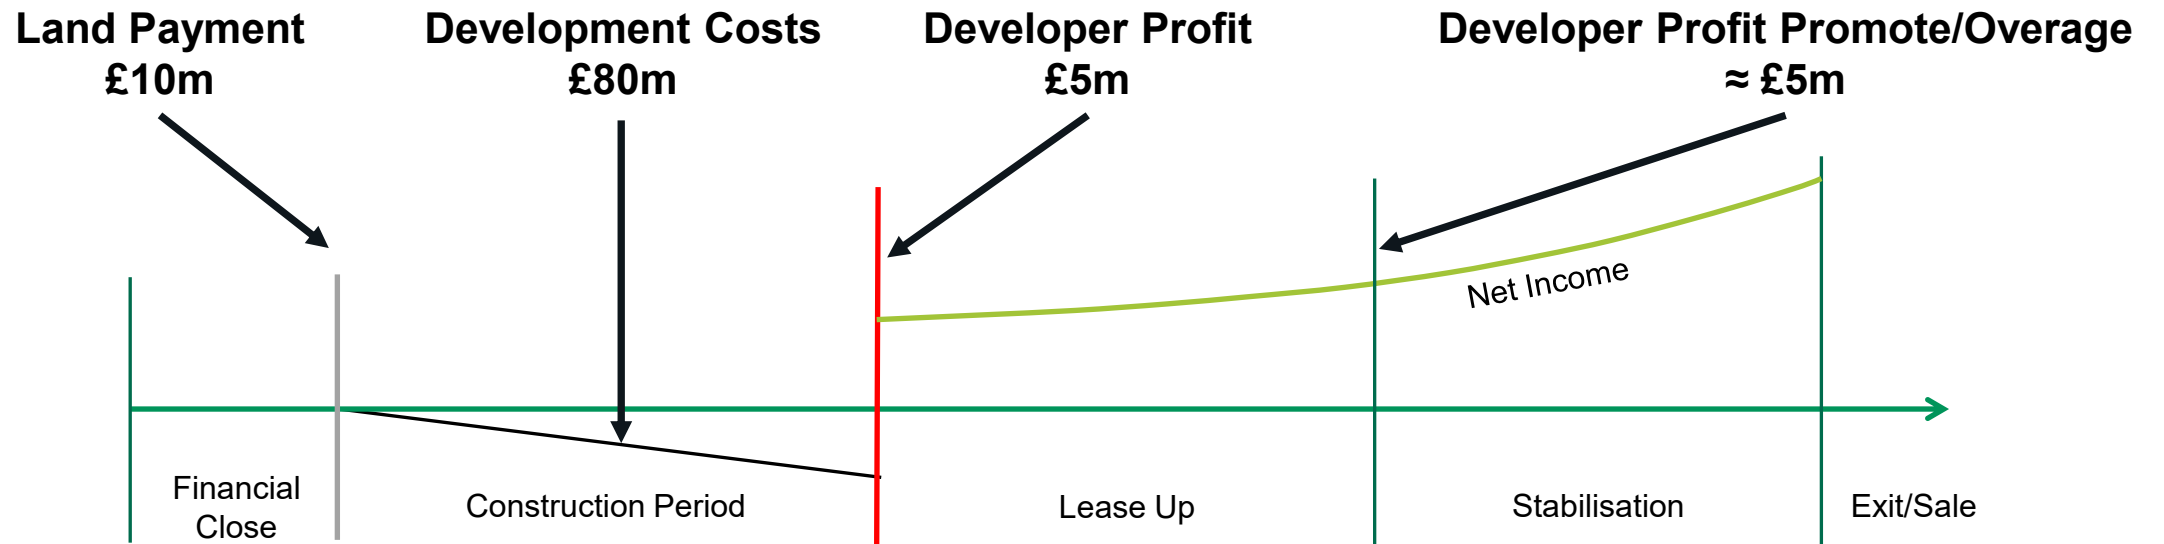 Land Payment
£10m
Development Costs
£80m
Developer Profit
£5m
Developer Profit Promote/Overage
≈ £5m
Net Income
Financial
Close
Construction Period
Lease Up
Stabilisation
Exit/Sale